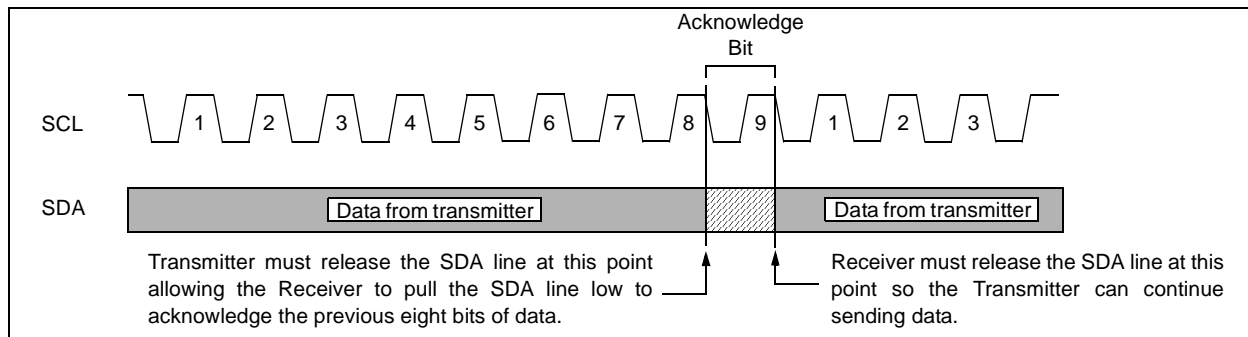 Acknowledge
Bit
SCL
1 2 3 4 5 6 7 8 9 1 2 3
SDA
Data from transmitter Data from transmitter
Transmitter must release the SDA line at this point
allowing the Receiver to pull the SDA line low to
acknowledge the previous eight bits of data.
Receiver must release the SDA line at this
point so the Transmitter can continue
sending data.